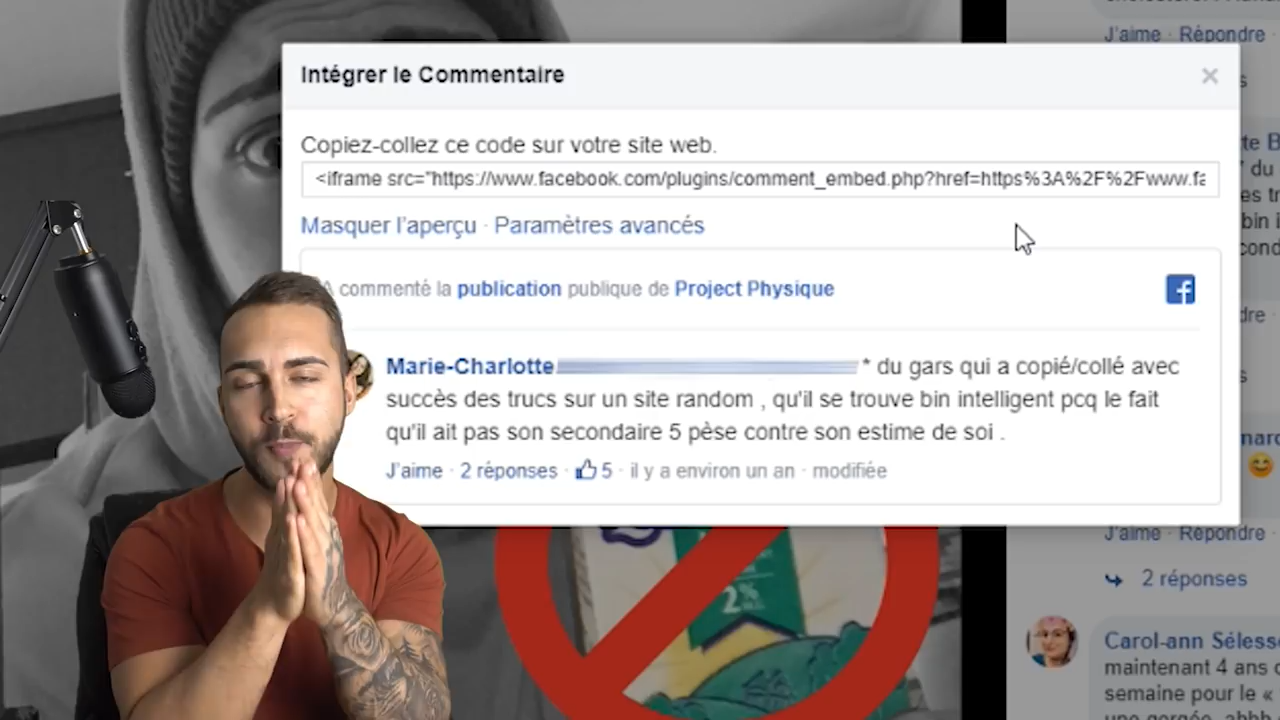 Intégrer le Commentaire
Copiez-collez ce code sur votre site web.
<iframe src="https://www.facebook.com/plugins/comment_embed.php?href=https%3A%2F%2Fwww.fa
Masquer l'aperçu · Paramètres avancés
A commenté la publication publique de Project Physique
Marie-Charlotte * du gars qui a copié/collé avec
succès des trucs sur un site random , qu'il se trouve bin intelligent pcq le fait
qu'il ait pas son secondaire 5 pèse contre son estime de soi .
J'aime · 2 réponses · 5 · il y a environ un an · modifiée
J'aime · Répondre
2%
J'aime · Répondre
2 réponses
Carol-ann Sélesse
maintenant 4 ans
semaine pour le «